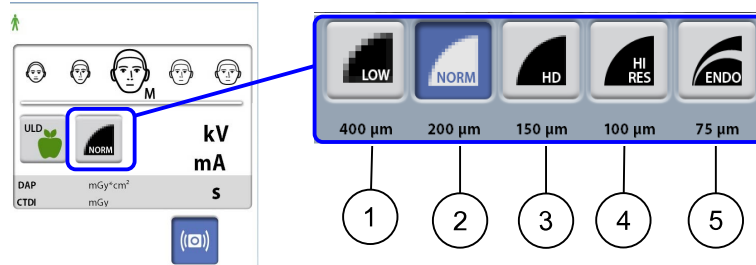 M
ULD
NORM
kV
mA
DAP mGy*cm²
s
CTDI mGy
LOW
NORM
HD
HI
RES
ENDO
400 µm
200 µm
150 µm
100 µm
75 µm
1
2
3
4
5